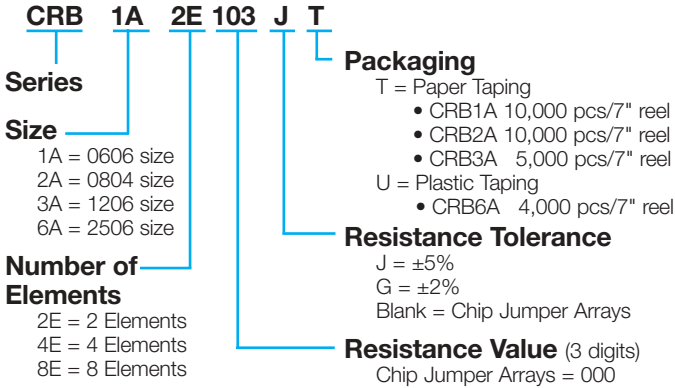 CRB 1A 2E 103 J T
Series
Size
1A = 0606 size
2A = 0804 size
3A = 1206 size
6A = 2506 size
Number of
Elements
2E = 2 Elements
4E = 4 Elements
8E = 8 Elements
Packaging
T = Paper Taping
• CRB1A 10,000 pcs/7" reel
• CRB2A 10,000 pcs/7" reel
• CRB3A 5,000 pcs/7" reel
U = Plastic Taping
• CRB6A 4,000 pcs/7" reel
Resistance Tolerance
J = ±5%
G = ±2%
Blank = Chip Jumper Arrays
Resistance Value (3 digits)
Chip Jumper Arrays = 000